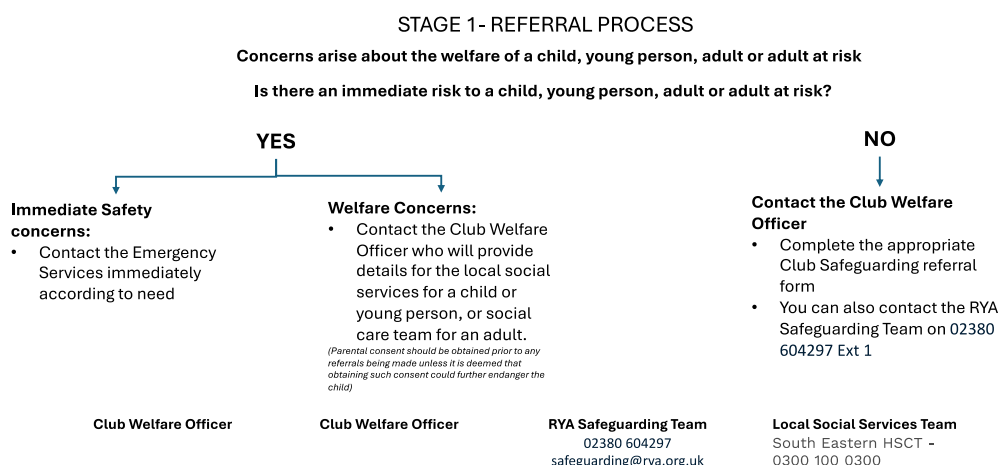 STAGE 1- REFERRAL PROCESS
Concerns arise about the welfare of a child, young person, adult or adult at risk
Is there an immediate risk to a child, young person, adult or adult at risk?
YES
NO
Immediate Safety
concerns:
• Contact the Emergency
Services immediately
according to need
Welfare Concerns:
• Contact the Club Welfare
Officer who will provide
details for the local social
services for a child or
young person, or social
care team for an adult.
(Parental consent should be obtained prior to any
referrals being made unless it is deemed that
obtaining such consent could further endanger the
child)
Contact the Club Welfare
Officer
• Complete the appropriate
Club Safeguarding referral
form
• You can also contact the RYA
Safeguarding Team on 02380
604297 Ext 1
Club Welfare Officer
Club Welfare Officer
RYA Safeguarding Team
02380 604297
safeguarding@rya.org.uk
Local Social Services Team
South Eastern HSCT -
0300 100 0300